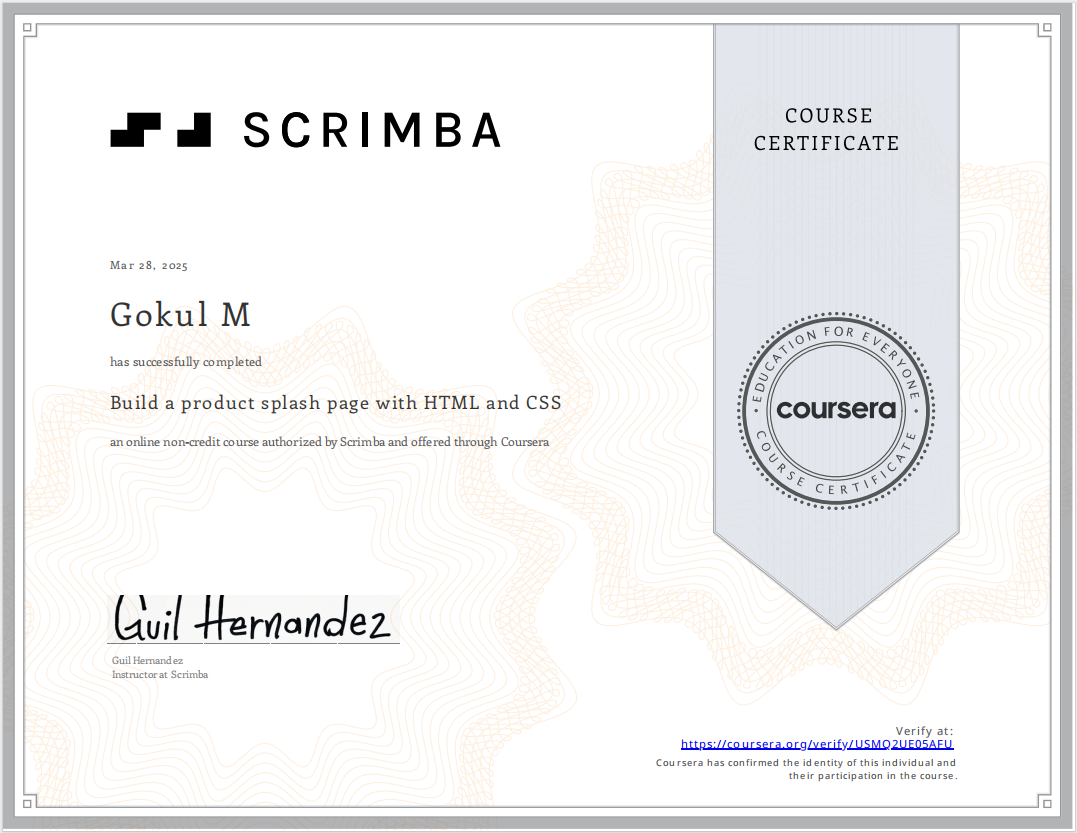 SCRIMBA
COURSE
CERTIFICATE
Mar 28, 2025
Gokul M
has successfully completed
Build a product splash page with HTML and CSS
an online non-credit course authorized by Scrimba and offered through Coursera
EDUCATION FOR EVERYONE
coursera
COURSE CERTIFICATE
Guil Hernandez
Guil Hernandez
Instructor at Scrimba
Verify at:
https://coursera.org/verify/USMQ2UE05AFU
Coursera has confirmed the identity of this individual and
their participation in the course.